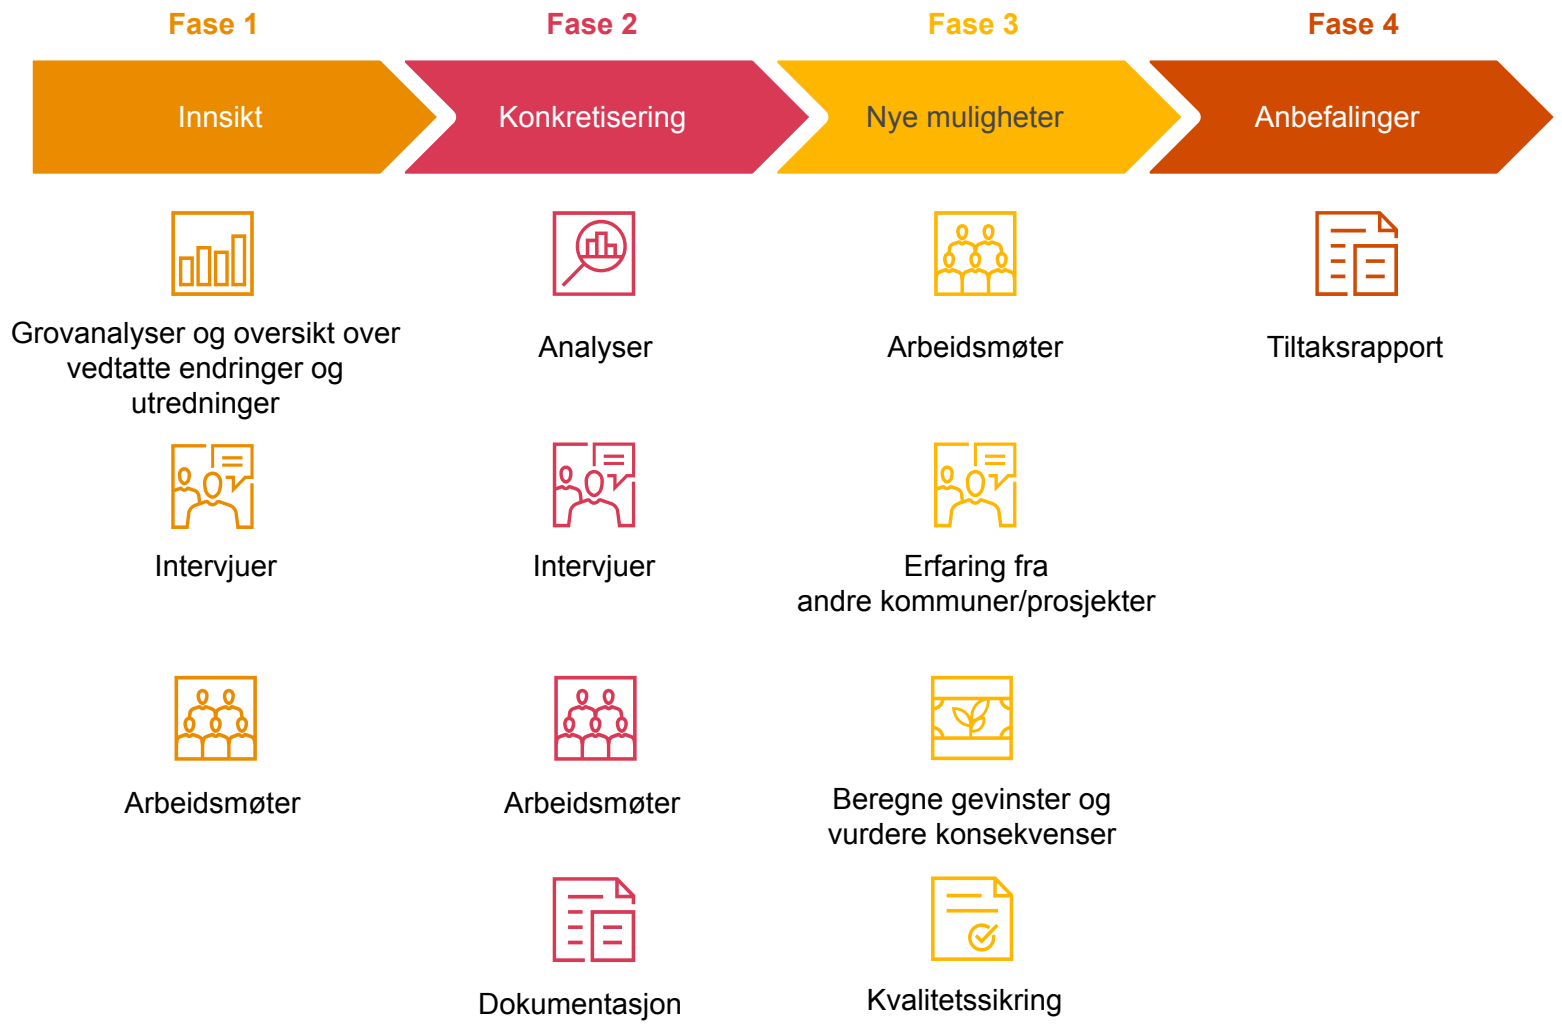 Fase 1
Fase 2
Fase 3
Fase 4
Innsikt
Konkretisering
Nye muligheter
Anbefalinger
Grovanalyser og oversikt over
vedtatte endringer og
utredninger
Analyser
Arbeidsmøter
Tiltaksrapport
Intervjuer
Intervjuer
Erfaring fra
andre kommuner/prosjekter
Arbeidsmøter
Arbeidsmøter
Beregne gevinster og
vurdere konsekvenser
Dokumentasjon
Kvalitetssikring